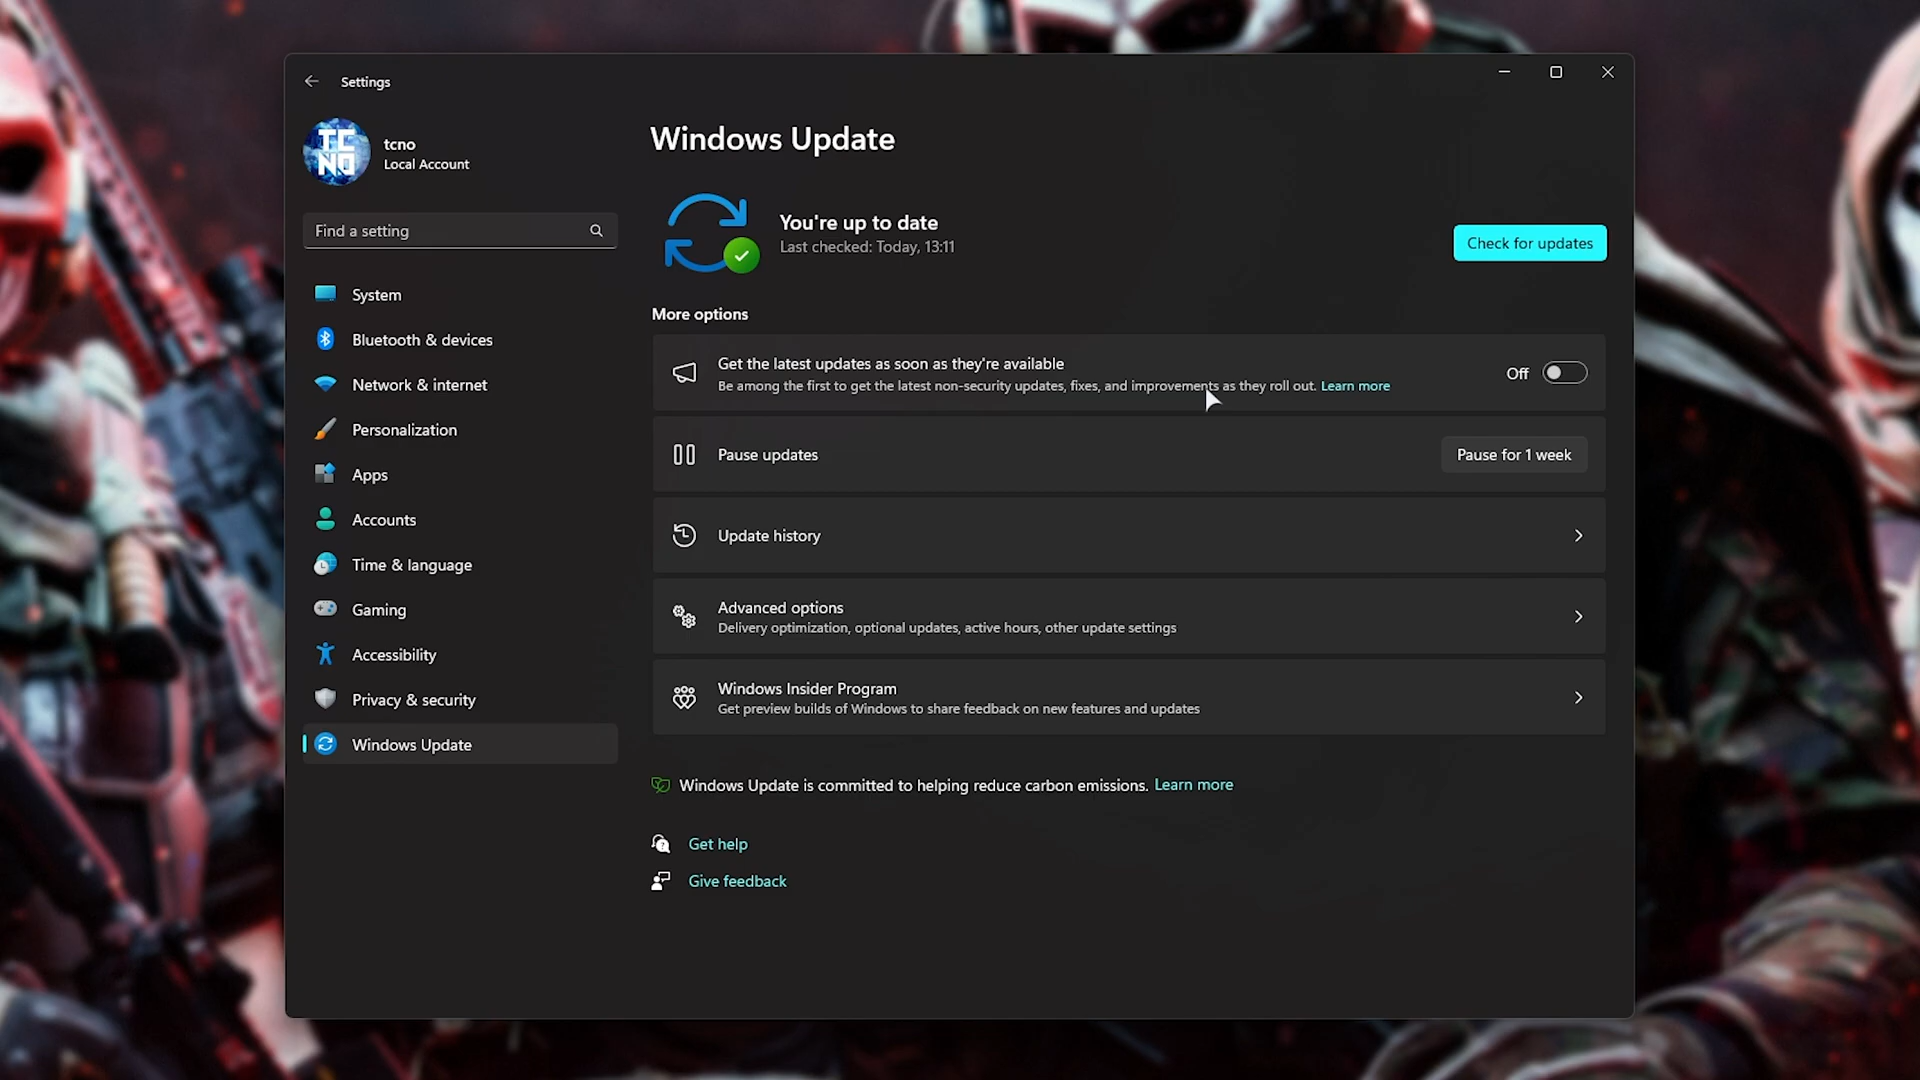 Settings
TC
NO
tcno
Local Account
Find a setting
System
Bluetooth & devices
Network & internet
Personalization
Apps
Accounts
Time & language
Gaming
Accessibility
Privacy & security
Windows Update
Windows Update
You're up to date
Last checked: Today, 13:11
Check for updates
More options
Get the latest updates as soon as they're available
Be among the first to get the latest non-security updates, fixes, and improvements as they roll out. Learn more
Off
Pause updates
Pause for 1 week
Update history
Advanced options
Delivery optimization, optional updates, active hours, other update settings
Windows Insider Program
Get preview builds of Windows to share feedback on new features and updates
Windows Update is committed to helping reduce carbon emissions. Learn more
Get help
Give feedback